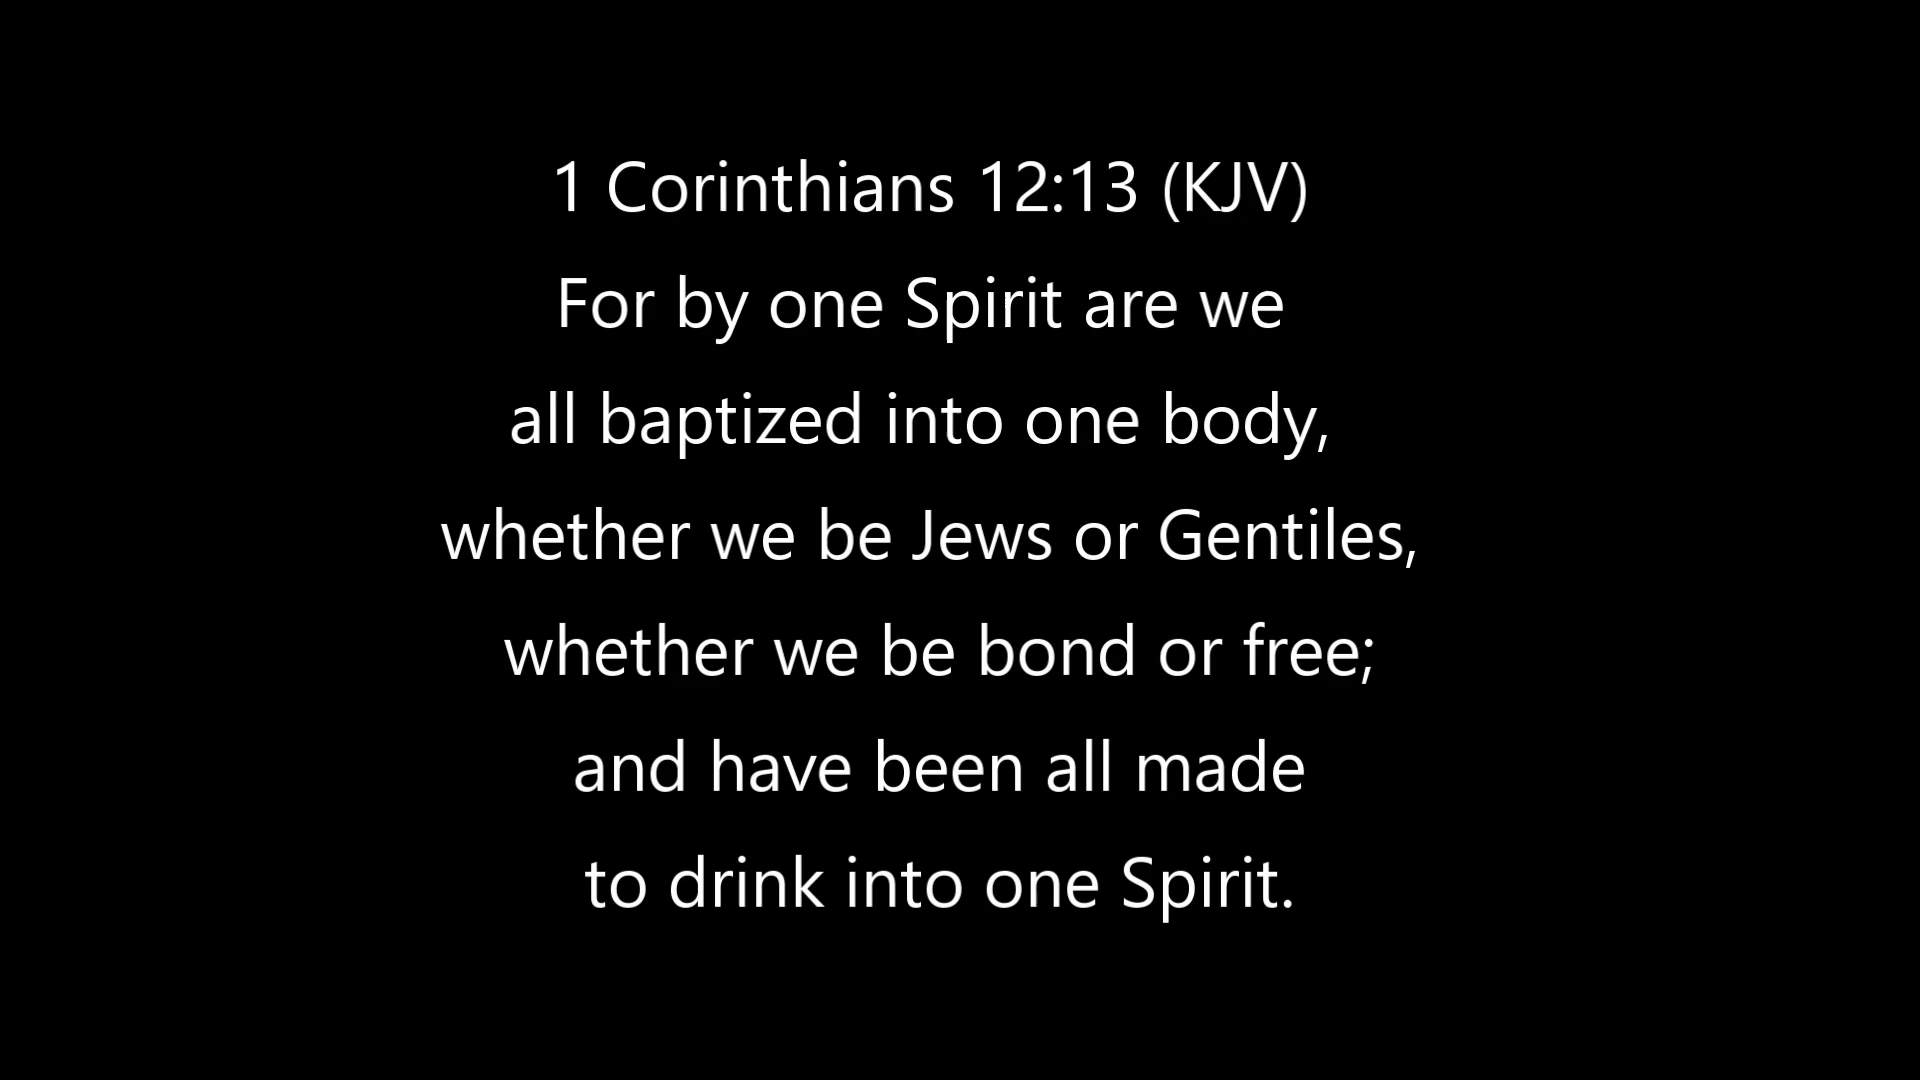 1 Corinthians 12:13 (KJV)
For by one Spirit are we
all baptized into one body,
whether we be Jews or Gentiles,
whether we be bond or free;
and have been all made
to drink into one Spirit.